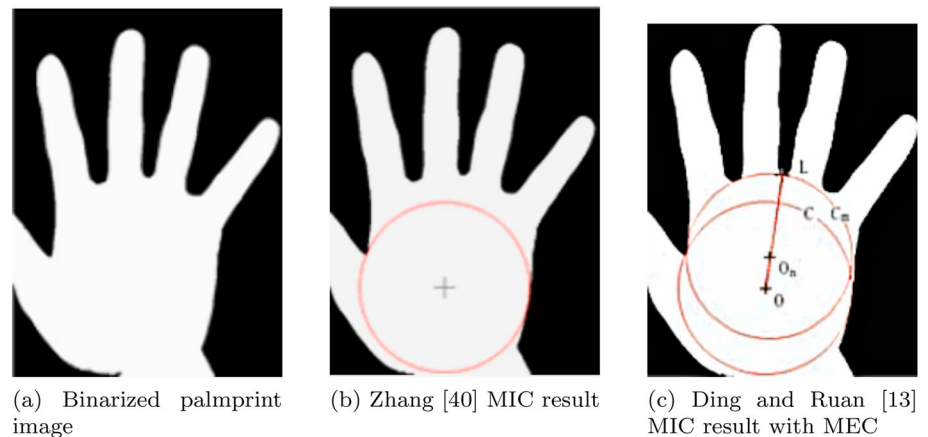 L
C
Cm
On
O
(a) Binarized palmprint
image
(b) Zhang [40] MIC result
(c) Ding and Ruan [13]
MIC result with MEC